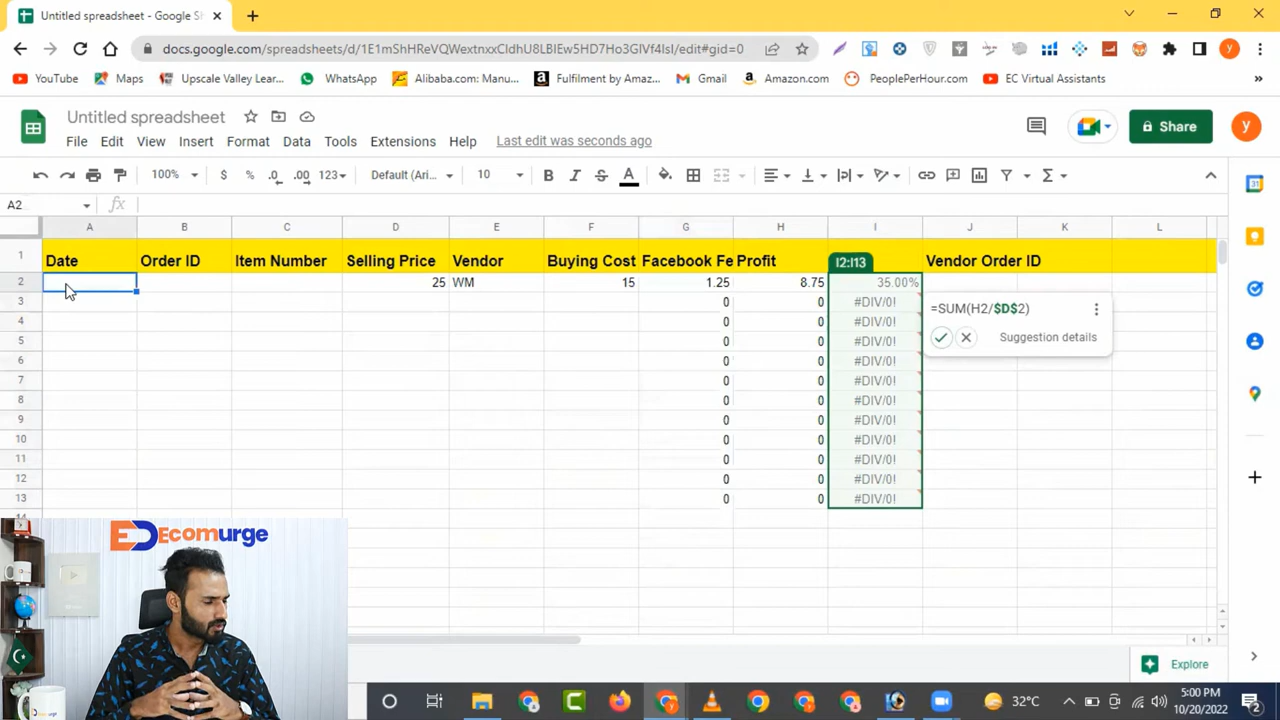 Untitled spreadsheet - Google Sh
docs.google.com/spreadsheets/d/1E1mShHReVQWextnxxCIdhU8LBIEw5HD7Ho3GlVf4lsI/edit#gid=0
YouTube Maps Upscale Valley Lear... WhatsApp Alibaba.com: Manu... Fulfilment by Amaz... Gmail Amazon.com PeoplePerHour.com EC Virtual Assistants
Untitled spreadsheet
Share y
File Edit View Insert Format Data Tools Extensions Help Last edit was seconds ago
100% $ % .0 .00 123 Default (Ari... 10 B I S A
A2 fx
A B C D E F G H I J K L
1 Date Order ID Item Number Selling Price Vendor Buying Cost Facebook Fe Profit I2:I13 Vendor Order ID
2 25 WM 15 1.25 8.75 35.00%
3 0 0 #DIV/0! =SUM(H2/$D$2)
4 0 0 #DIV/0!
5 0 0 #DIV/0! Suggestion details
6 0 0 #DIV/0!
7 0 0 #DIV/0!
8 0 0 #DIV/0!
9 0 0 #DIV/0!
10 0 0 #DIV/0!
11 0 0 #DIV/0!
12 0 0 #DIV/0!
13 0 0 #DIV/0!
Ecomurge
Explore
32°C 5:00 PM
10/20/2022
2